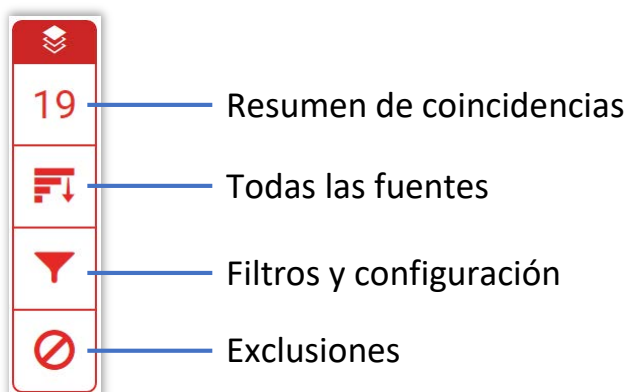 19
Resumen de coincidencias
Todas las fuentes
Filtros y configuración
Exclusiones